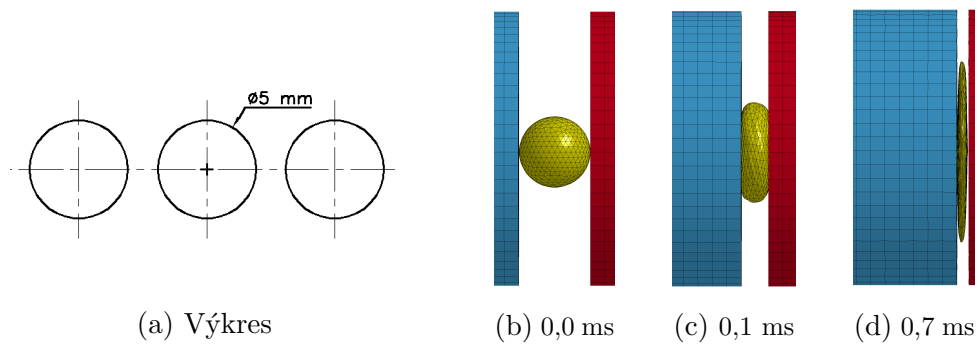 ø5 mm
(a) Výkres
(b) 0,0 ms
(c) 0,1 ms
(d) 0,7 ms